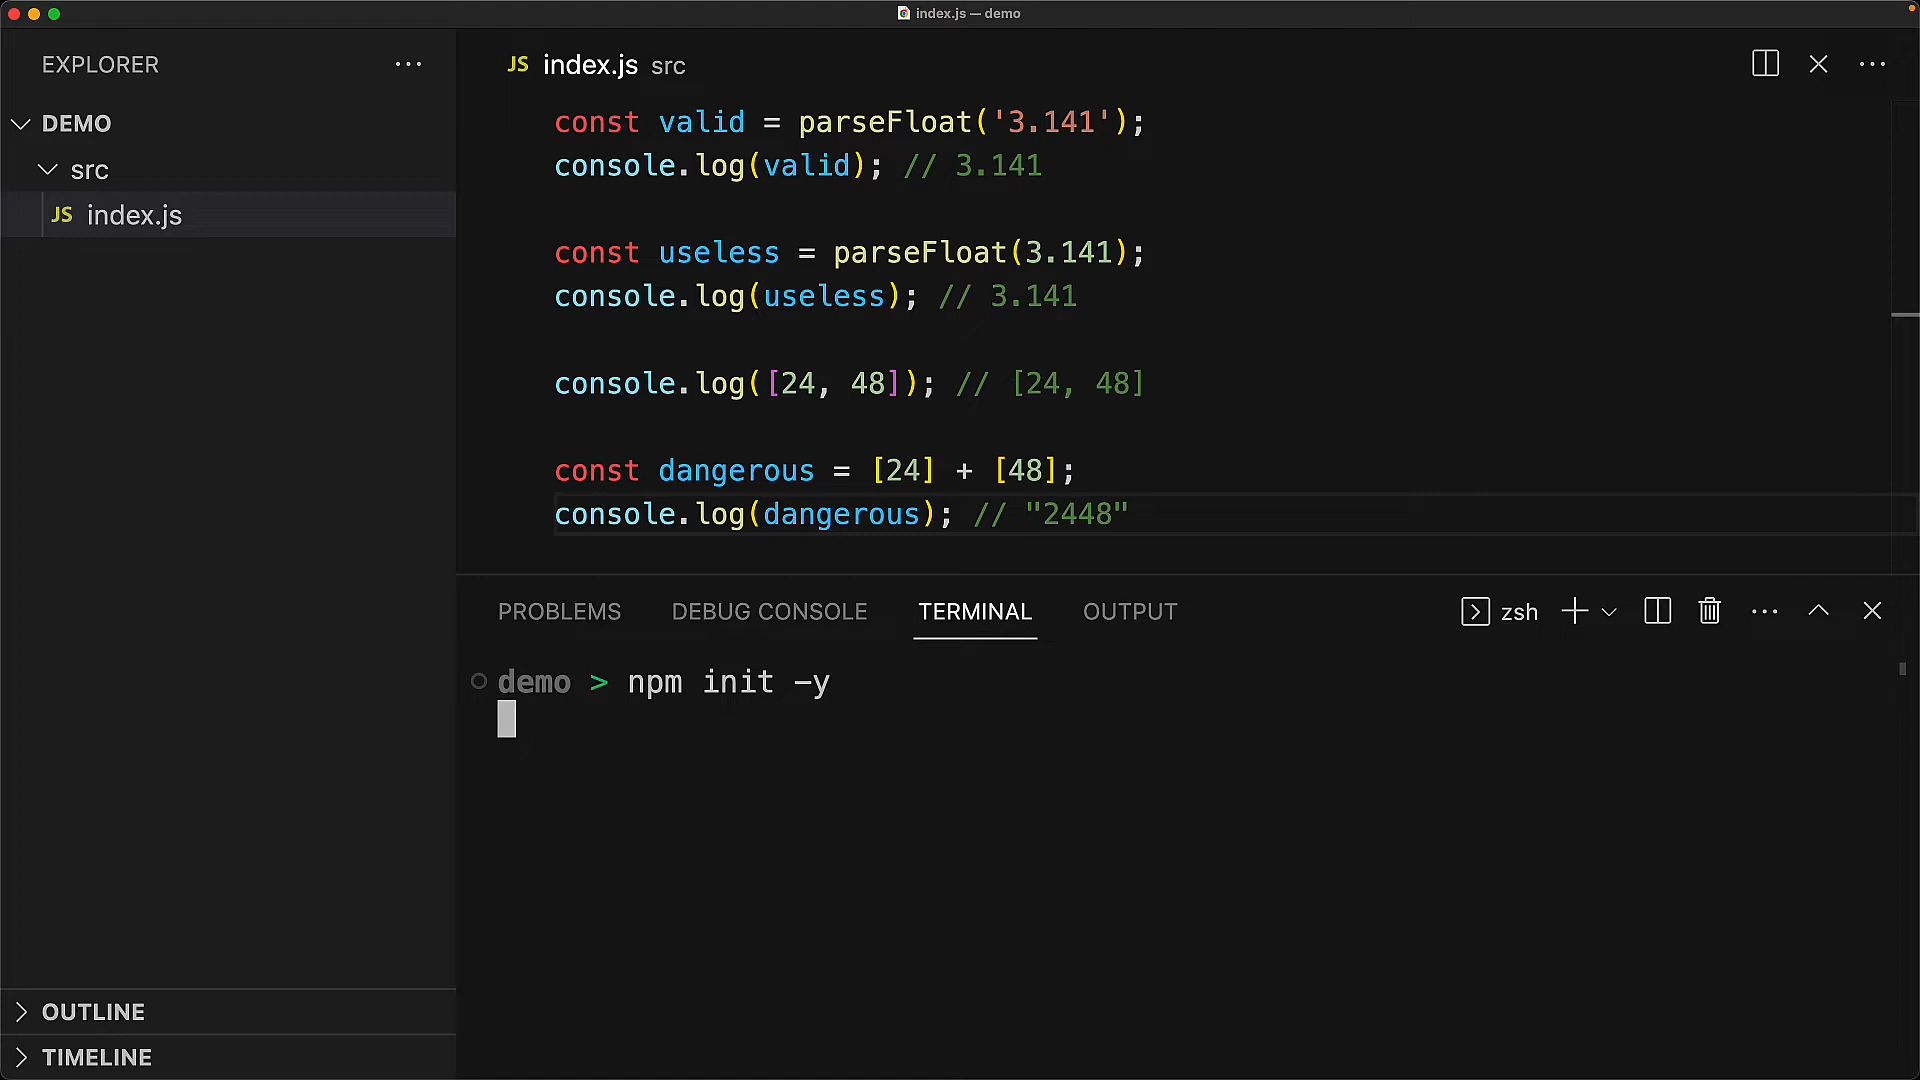 index.js — demo
EXPLORER
DEMO
src
JS index.js
OUTLINE
TIMELINE
JS index.js src
const valid = parseFloat('3.141');
console.log(valid); // 3.141
const useless = parseFloat(3.141);
console.log(useless); // 3.141
console.log([24, 48]); // [24, 48]
const dangerous = [24] + [48];
console.log(dangerous); // "2448"
PROBLEMS DEBUG CONSOLE TERMINAL OUTPUT zsh
demo > npm init -y